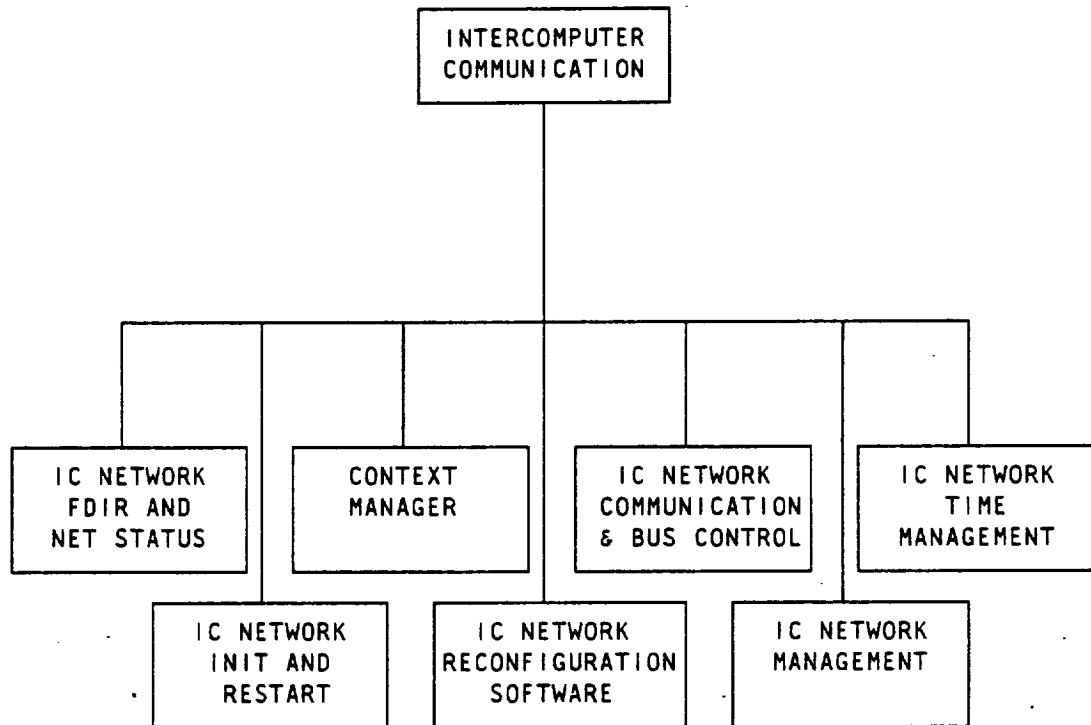 INTERCOMPUTER
COMMUNICATION
IC NETWORK
FDIR AND
NET STATUS
CONTEXT
MANAGER
IC NETWORK
COMMUNICATION
& BUS CONTROL
IC NETWORK
TIME
MANAGEMENT
IC NETWORK
INIT AND
RESTART
IC NETWORK
RECONFIGURATION
SOFTWARE
IC NETWORK
MANAGEMENT